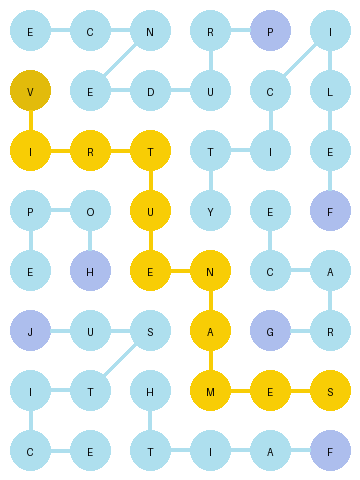 E C N R P I
V E D U C L
I R T T I E
P O U Y E F
E H E N C A
J U S A G R
I T H M E S
C E T I A F